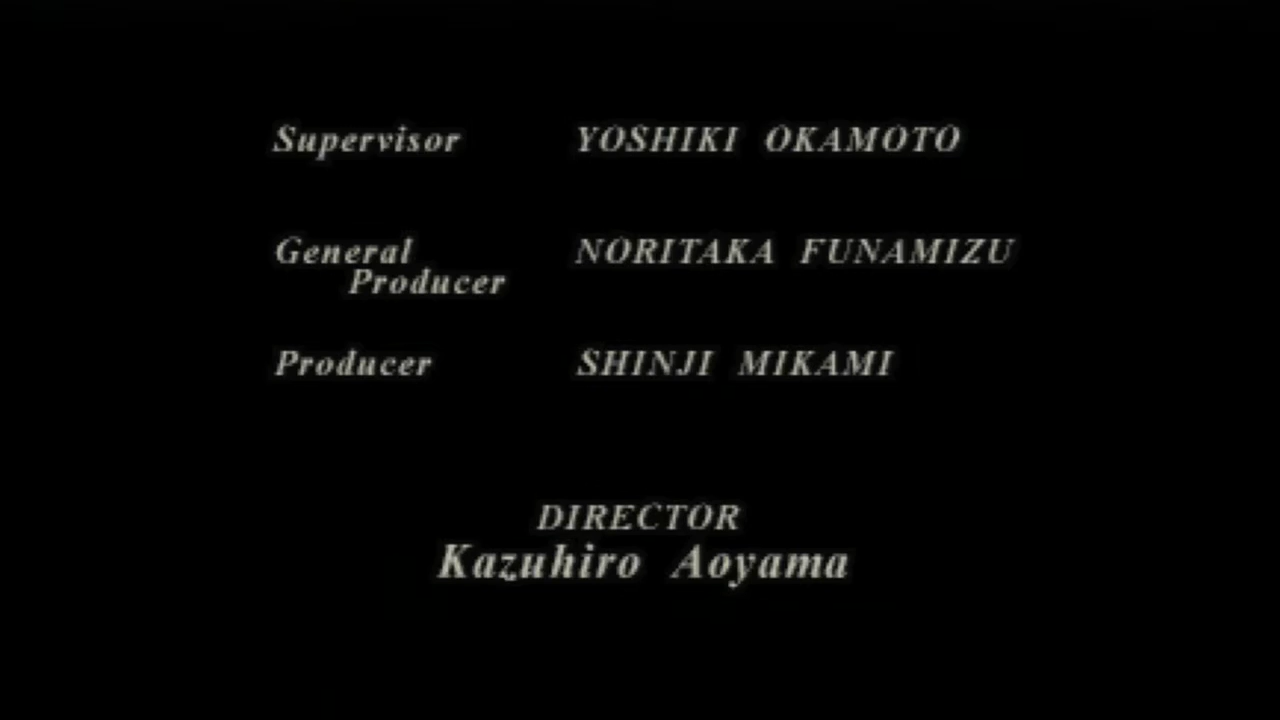 Supervisor YOSHIKI OKAMOTO
General NORITAKA FUNAMIZU
Producer
Producer SHINJI MIKAMI
DIRECTOR
Kazuhiro Aoyama